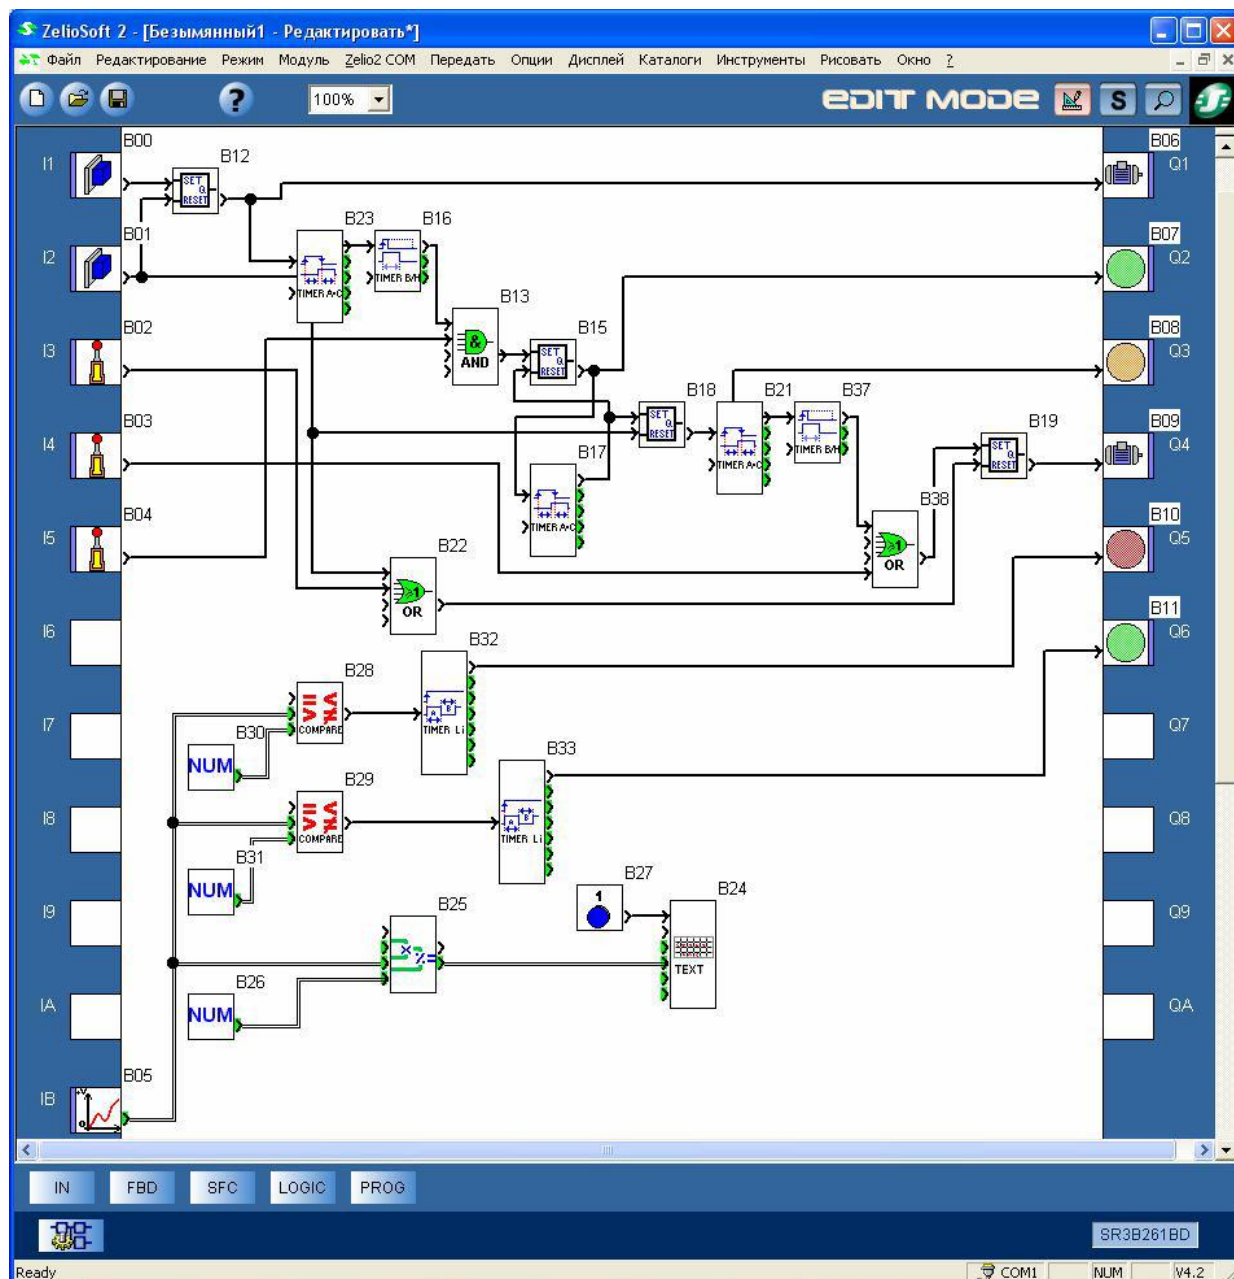 ZelioSoft 2 - [Безымянный1 - Редактировать*]
Файл Редактирование Режим Модуль Zelio2 COM Передать Опции Дисплей Каталоги Инструменты Рисовать Окно ?
? 100% EDIT MODE S
B00 B06
I1 B12 Q1
SET
Q
RESET
B01 B23 B16 B07
I2 Q2
TIMER A•C TIMER B/H
B02 B13 B15 B08
I3 Q3
& SET
Q
AND RESET
B03 B18 B21 B37 B19 B09
I4 Q4
SET SET
Q Q
RESET RESET
B17 TIMER A•C TIMER B/H
TIMER A•C
B04 B38 B10
I5 Q5
B22 ≥1
OR
≥1
OR
B11
I6 Q6
B32
B28
A B
COMPARE TIMER Li
I7 B30 Q7
NUM
B33
B29
A B
COMPARE TIMER Li
I8 Q8
B31
NUM
B27 B24
1
I9 B25 Q9
TEXT
IA B26 QA
NUM
B05
IB +V
0
IN FBD SFC LOGIC PROG
SR3B261BD
Ready COM1 NUM V4.2